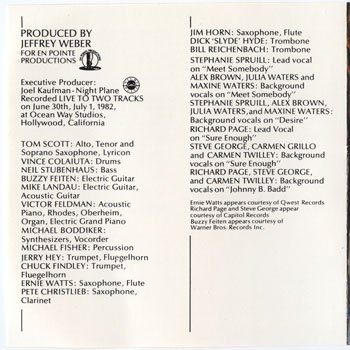 PRODUCED BY
JEFFREY WEBER
FOR EN POINTE
PRODUCTIONS
Executive Producer:
Joel Kaufman-Night Plane
Recorded LIVE TO TWO TRACKS
on June 30th, July 1, 1982,
at Ocean Way Studios,
Hollywood, California
TOM SCOTT: Alto, Tenor and
Soprano Saxophone, Lyricon
VINCE COLAIUTA: Drums
NEIL STUBENHAUS: Bass
BUZZY FEITEN: Electric Guitar
MIKE LANDAU: Electric Guitar,
Acoustic Guitar
VICTOR FELDMAN: Acoustic
Piano, Rhodes, Oberheim,
Organ, Electric Grand Piano
MICHAEL BODDIKER:
Synthesizers, Vocorder
MICHAEL FISHER: Percussion
JERRY HEY: Trumpet, Fluegelhorn
CHUCK FINDLEY: Trumpet,
Fluegelhorn
ERNIE WATTS: Saxophone, Flute
PETE CHRISTLIEB: Saxophone,
Clarinet
JIM HORN: Saxophone, Flute
DICK 'SLYDE' HYDE: Trombone
BILL REICHENBACH: Trombone
STEPHANIE SPRUILL: Lead vocal
on "Meet Somebody"
ALEX BROWN, JULIA WATERS and
MAXINE WATERS: Background
vocals on "Meet Somebody"
STEPHANIE SPRUILL, ALEX BROWN,
JULIA WATERS, and MAXINE WATERS:
Background vocals on "Desire"
RICHARD PAGE: Lead Vocal
on "Sure Enough"
STEVE GEORGE, CARMEN GRILLO
and CARMEN TWILLEY: Background
vocals on "Sure Enough"
RICHARD PAGE, STEVE GEORGE,
and CARMEN TWILLEY: Background
vocals on "Johnny B. Badd"
Ernie Watts appears courtesy of Qwest Records
Richard Page and Steve George appear
courtesy of Capitol Records
Buzzy Feiten appears courtesy of
Warner Bros. Records Inc.